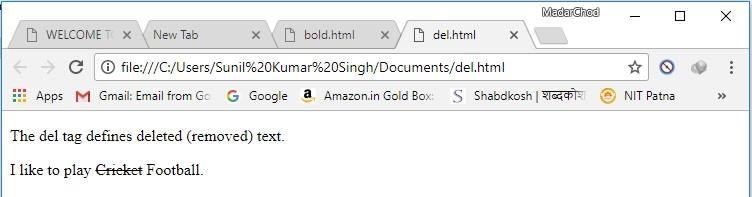 MadarChod
WELCOME TO
New Tab
bold.html
del.html
file:///C:/Users/Sunil%20Kumar%20Singh/Documents/del.html
Apps
Gmail: Email from Go
Google
Amazon.in Gold Box:
Shabdkosh | शब्दकोश
NIT Patna
The del tag defines deleted (removed) text.
I like to play Cricket Football.